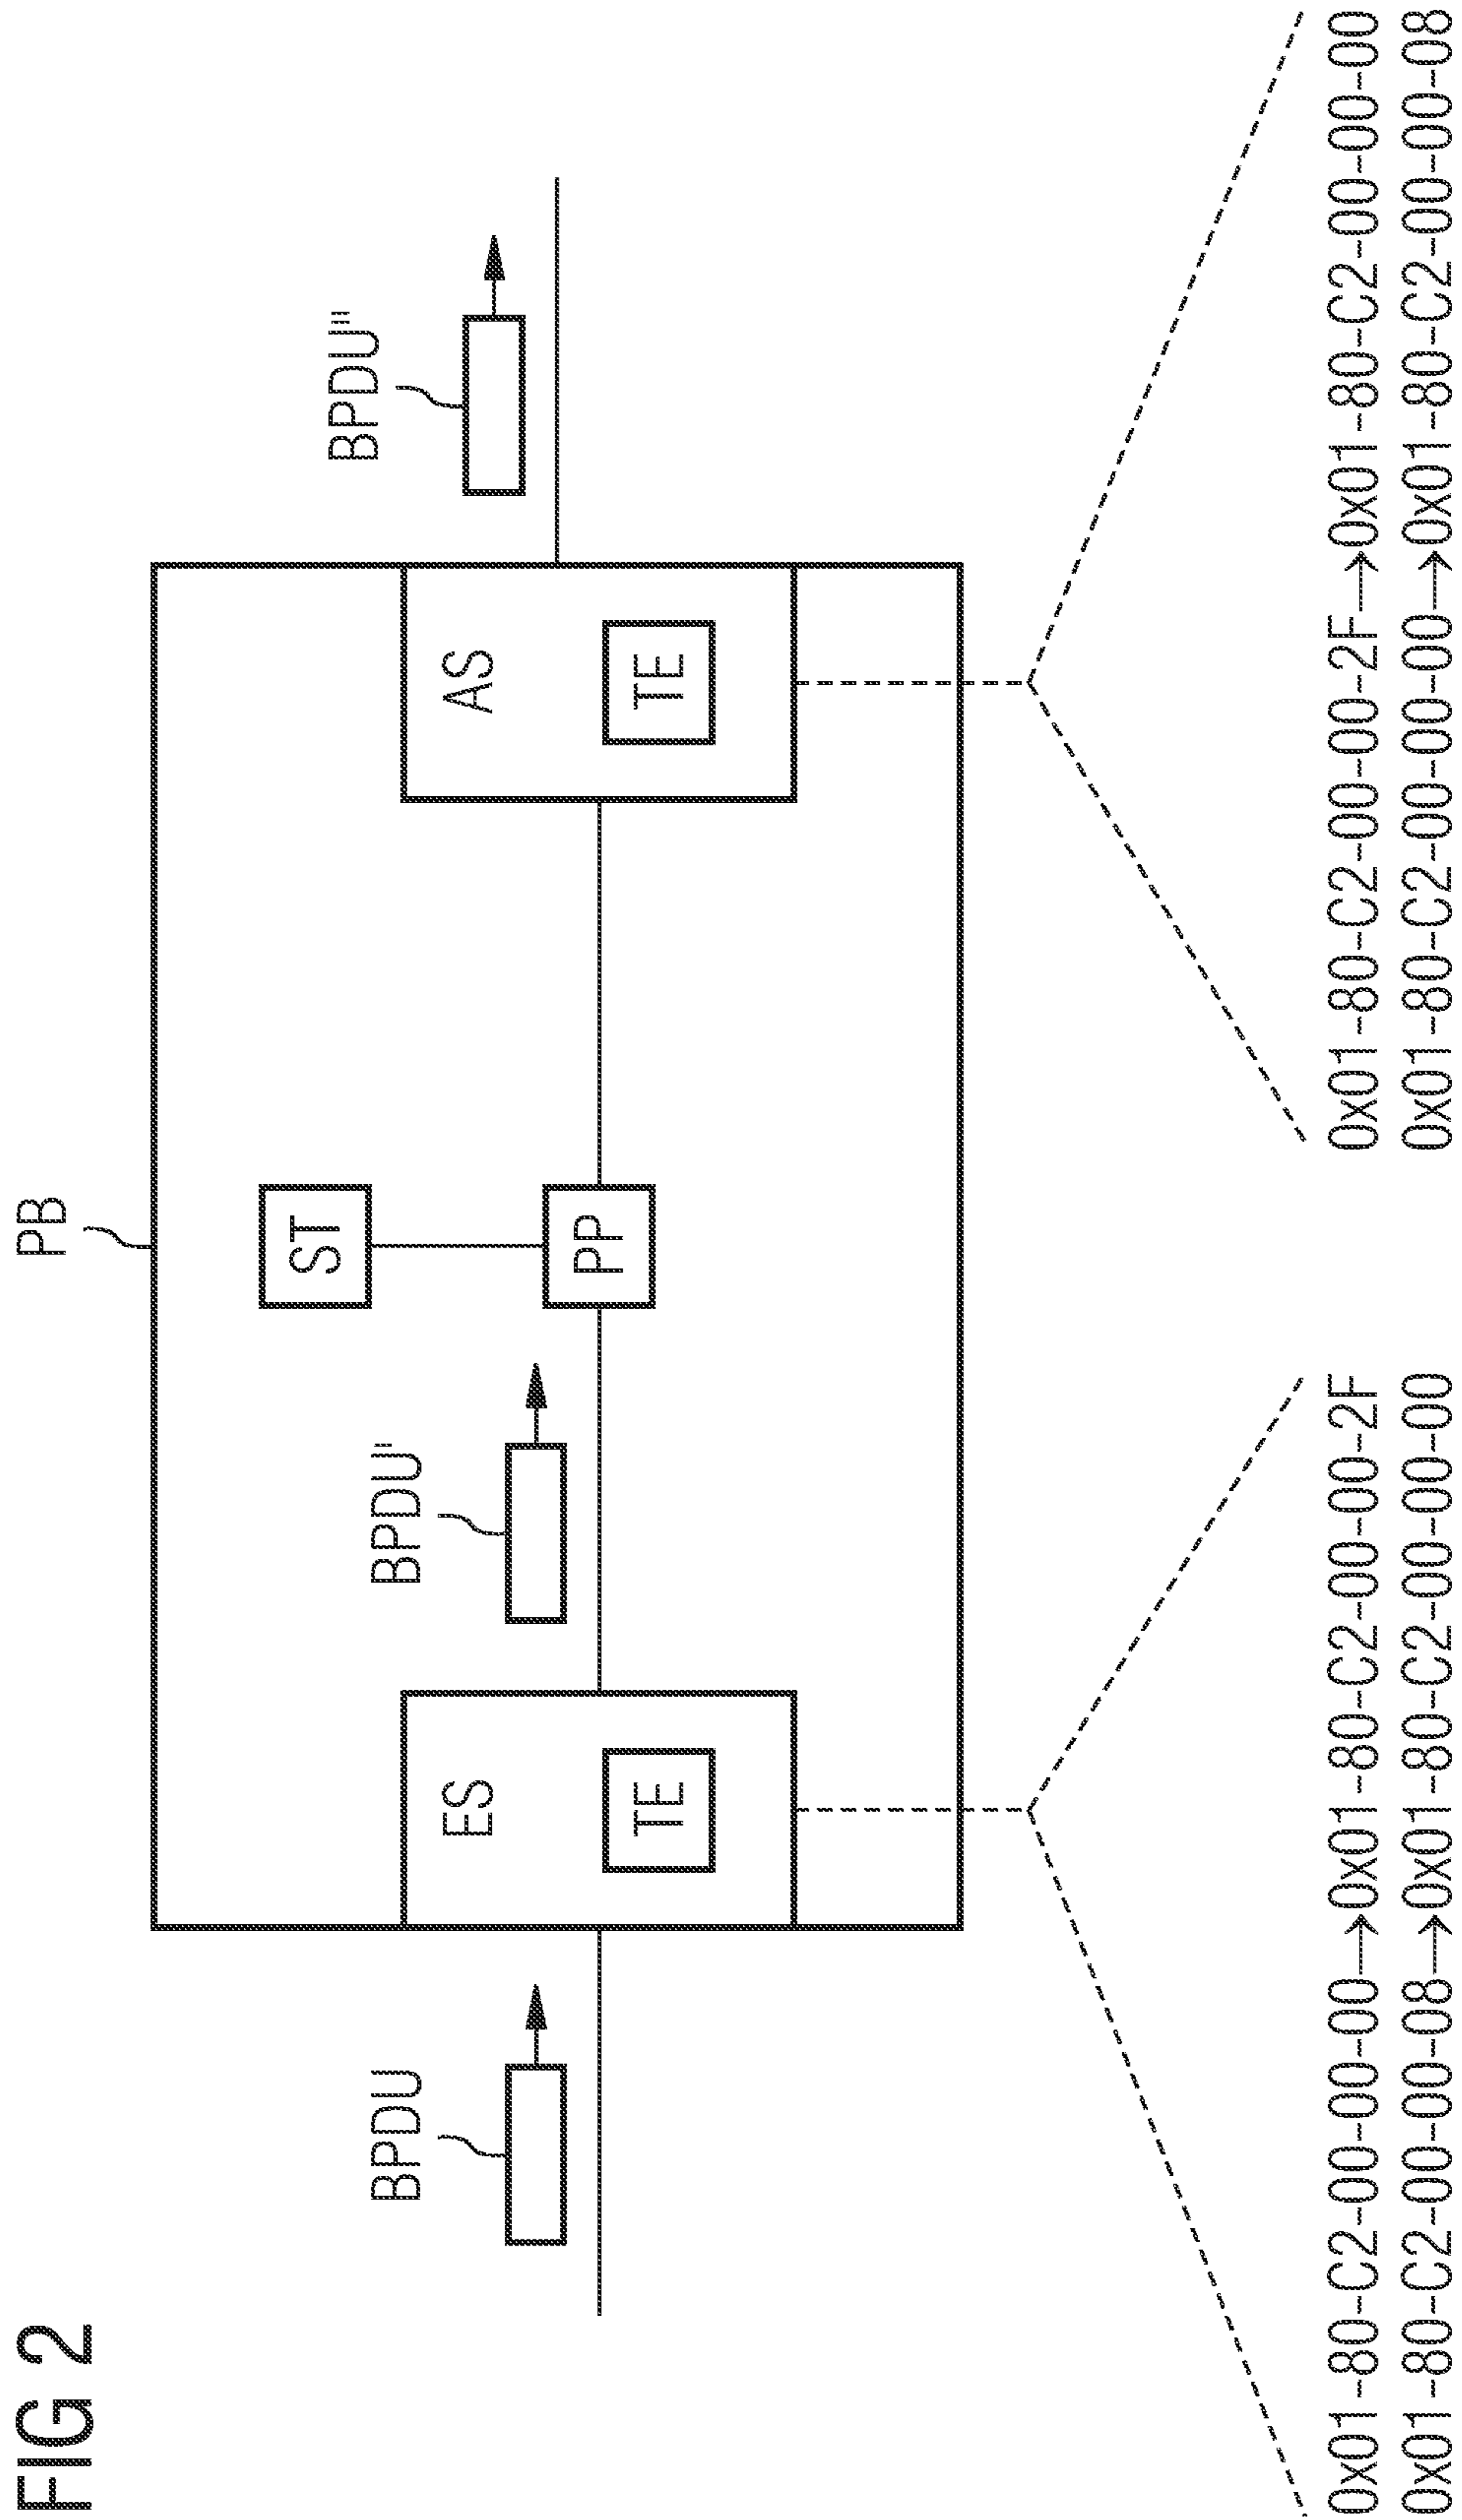 FIG 2
PB
BPDU
BPDU'
BPDU"
ES
TE
ST
PP
AS
TE
0x01-80-C2-00-00-00→0x01-80-C2-00-00-2F
0x01-80-C2-00-00-08→0x01-80-C2-00-00-00
0x01-80-C2-00-00-2F→0x01-80-C2-00-00-00
0x01-80-C2-00-00-00→0x01-80-C2-00-00-08